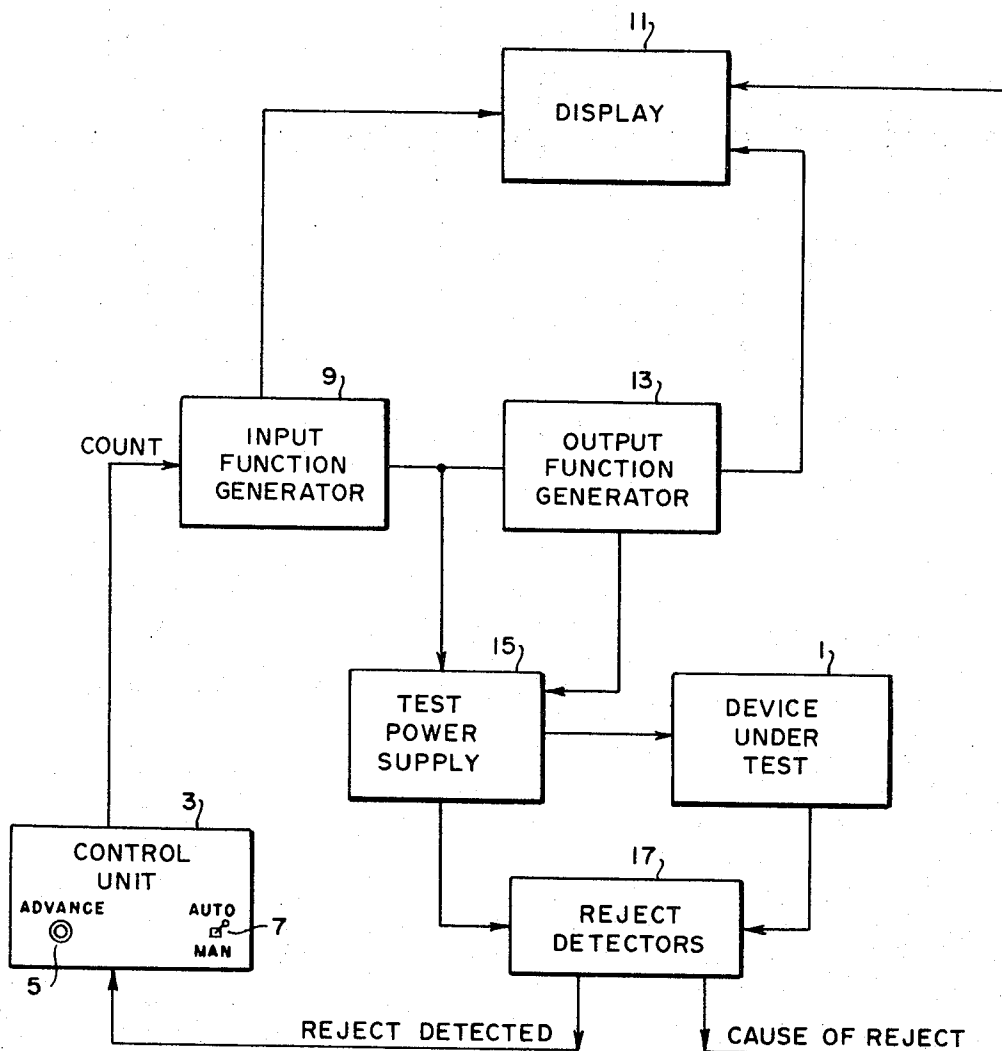 11
DISPLAY
9
INPUT
FUNCTION
GENERATOR
13
OUTPUT
FUNCTION
GENERATOR
COUNT
15
TEST
POWER
SUPPLY
1
DEVICE
UNDER
TEST
3
CONTROL
UNIT
ADVANCE
5
AUTO
7
MAN
17
REJECT
DETECTORS
REJECT DETECTED
CAUSE OF REJECT